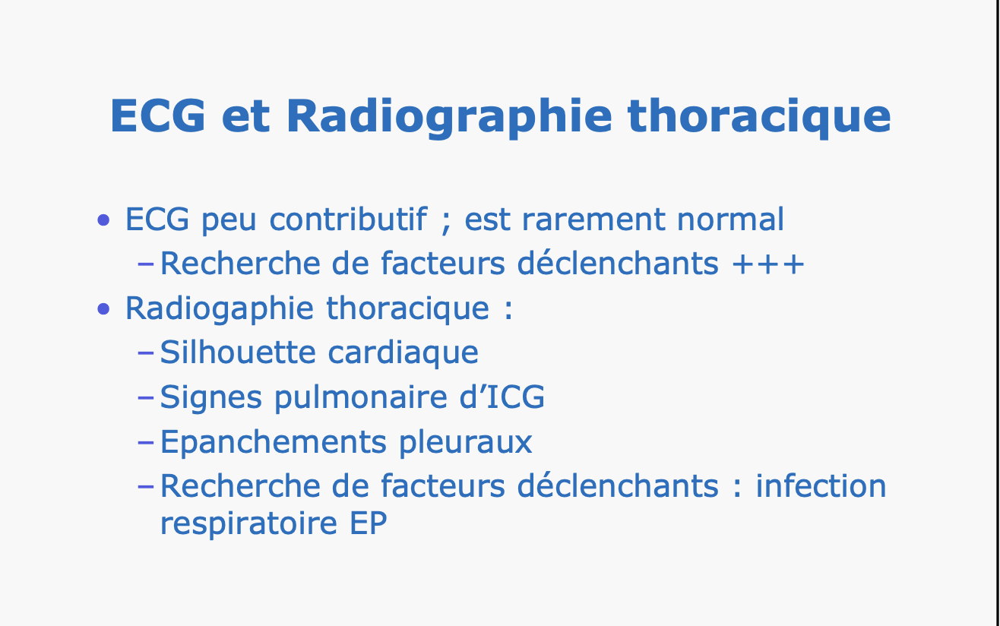 ECG et Radiographie thoracique
• ECG peu contributif ; est rarement normal
– Recherche de facteurs déclenchants +++
• Radiogaphie thoracique :
– Silhouette cardiaque
– Signes pulmonaire d’ICG
– Epanchements pleuraux
– Recherche de facteurs déclenchants : infection
respiratoire EP